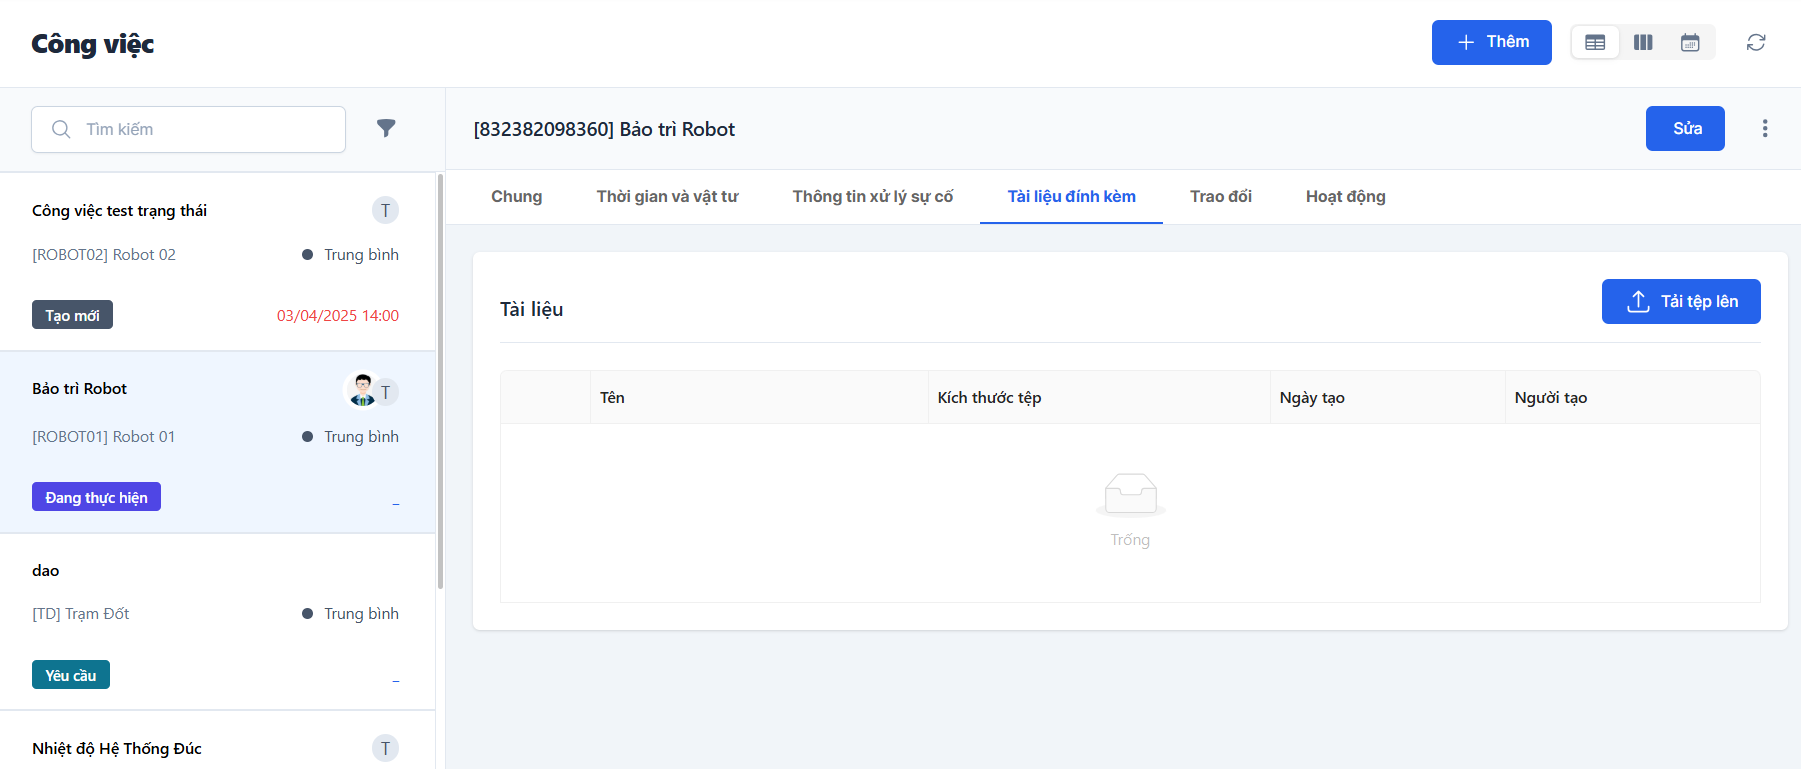 Công việc
Thêm
Tìm kiếm
[832382098360] Bảo trì Robot
Sửa
Công việc test trạng thái
T
[ROBOT02] Robot 02
Trung bình
Tạo mới
03/04/2025 14:00
Bảo trì Robot
T
[ROBOT01] Robot 01
Trung bình
Đang thực hiện
–
dao
[TD] Trạm Đốt
Trung bình
Yêu cầu
–
Nhiệt độ Hệ Thống Đúc
T
Chung
Thời gian và vật tư
Thông tin xử lý sự cố
Tài liệu đính kèm
Trao đổi
Hoạt động
Tài liệu
Tải tệp lên
Tên
Kích thước tệp
Ngày tạo
Người tạo
Trống